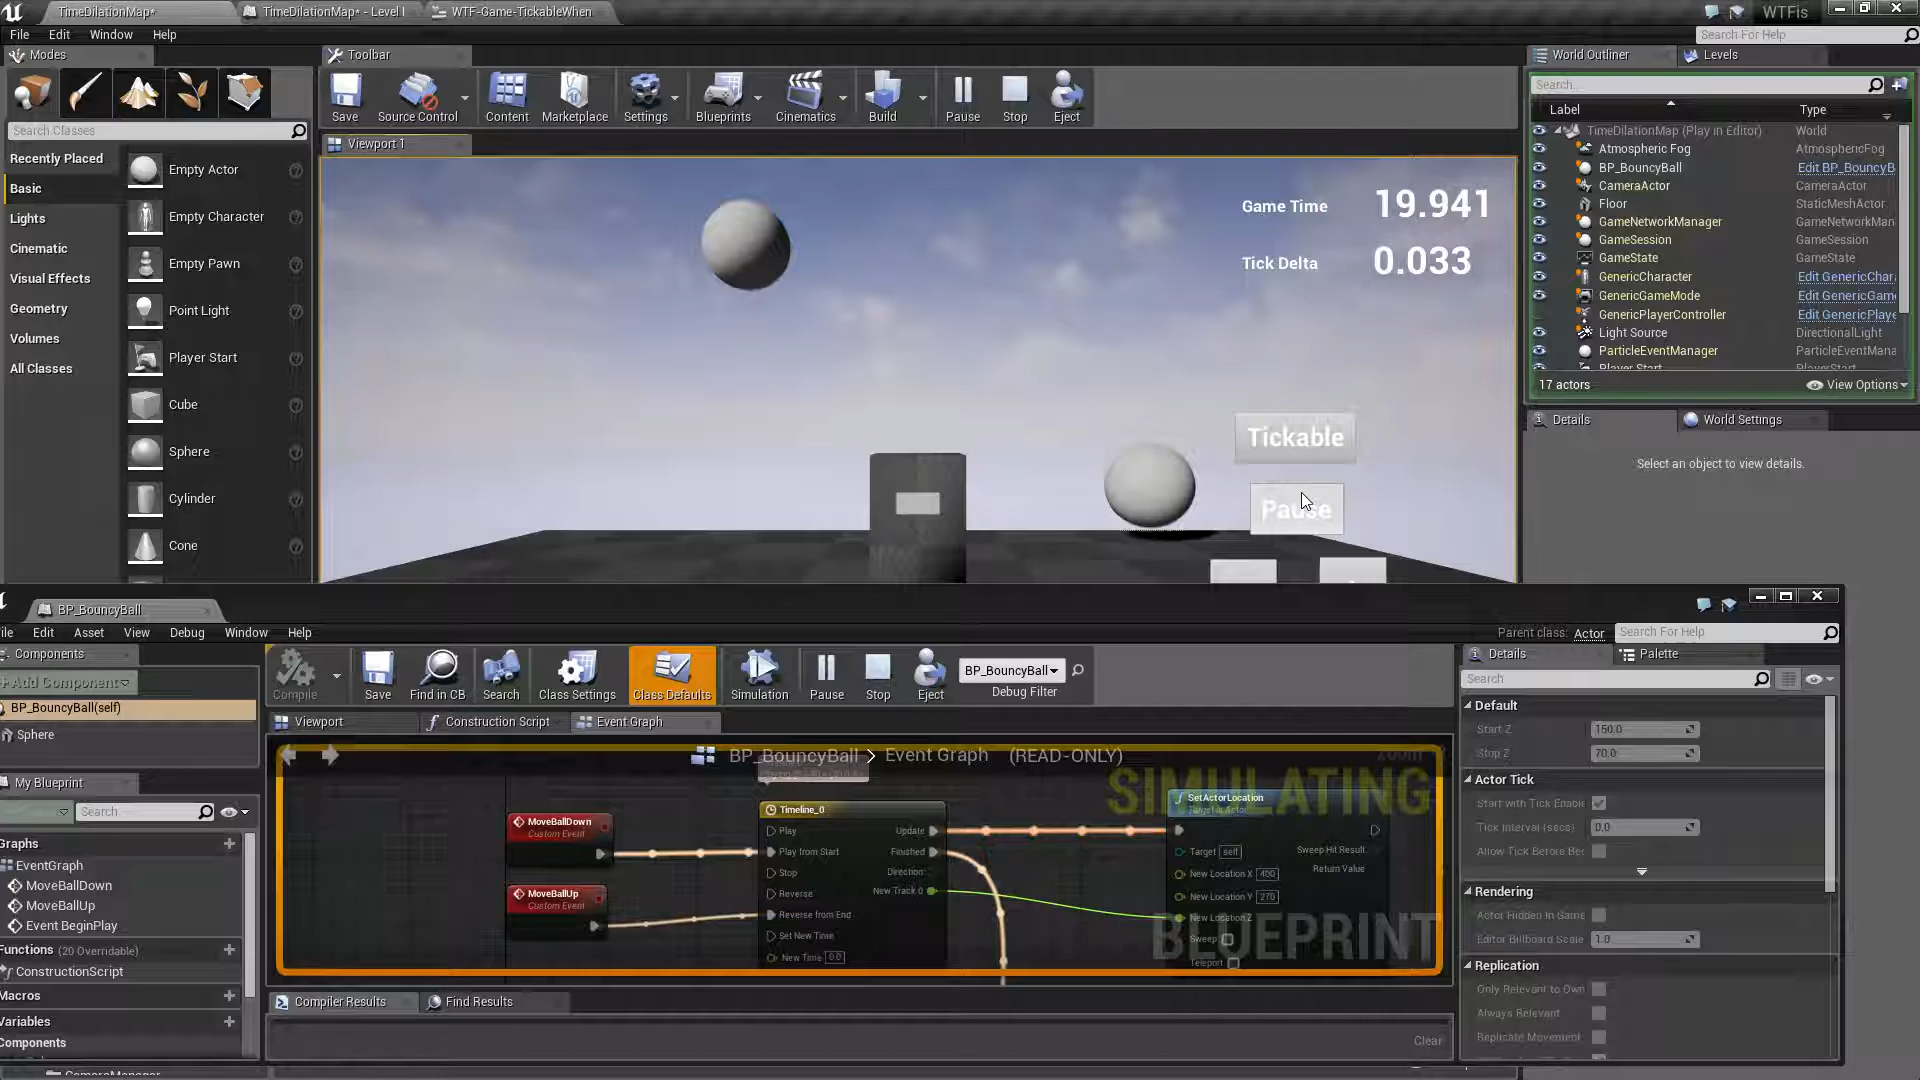 TimeDilationMap*
TimeDilationMap* - Level
WTF-Game-TickableWhen
WTFis
File Edit Window Help
Search For Help
Modes
Toolbar
World Outliner
Levels
Save
Source Control
Content
Marketplace
Settings
Blueprints
Cinematics
Build
Pause
Stop
Eject
Search Classes
Search...
Label
Type
Viewport 1
Recently Placed
Basic
Lights
Cinematic
Visual Effects
Geometry
Volumes
All Classes
Empty Actor
Empty Character
Empty Pawn
Point Light
Player Start
Cube
Sphere
Cylinder
Cone
Game Time 19.941
Tick Delta 0.033
Tickable
Pause
TimeDilationMap (Play in Editor) World
Atmospheric Fog AtmosphericFog
BP_BouncyBall Edit BP_BouncyB
CameraActor CameraActor
Floor StaticMeshActor
GameNetworkManager GameNetworkMan
GameSession GameSession
GameState GameState
GenericCharacter Edit GenericChar
GenericGameMode Edit GenericGame
GenericPlayerController Edit GenericPlaye
Light Source DirectionalLight
ParticleEventManager ParticleEventMana
Player Start PlayerStart
17 actors
View Options
Details
World Settings
Select an object to view details.
BP_BouncyBall
ile Edit Asset View Debug Window Help
Parent class: Actor
Search For Help
Components
+Add Component
BP_BouncyBall(self)
Sphere
My Blueprint
Search
Graphs
EventGraph
MoveBallDown
MoveBallUp
Event BeginPlay
Functions (20 Overridable)
ConstructionScript
Macros
Variables
Components
CameraManager
Compile
Save
Find in CB
Search
Class Settings
Class Defaults
Simulation
Pause
Stop
Eject
BP_BouncyBall
Debug Filter
Viewport
Construction Script
Event Graph
BP_BouncyBall > Event Graph (READ-ONLY)
Zoom
SIMULATING
BLUEPRINT
MoveBallDown
Custom Event
MoveBallUp
Custom Event
Timeline_0
Play
Play from Start
Stop
Reverse
Reverse from End
Set New Time
New Time 0.0
Update
Finished
Direction
New Track 0
SetActorLocation
Target is Actor
Target self
New Location X 400
New Location Y 270
New Location Z
Sweep
Teleport
Sweep Hit Result
Return Value
Compiler Results
Find Results
Clear
Details
Palette
Search
Default
Start Z 150.0
Stop Z 70.0
Actor Tick
Start with Tick Enable
Tick Interval (secs) 0.0
Allow Tick Before Be
Rendering
Actor Hidden In Game
Editor Billboard Scale 1.0
Replication
Only Relevant to Own
Always Relevant
Replicate Movement